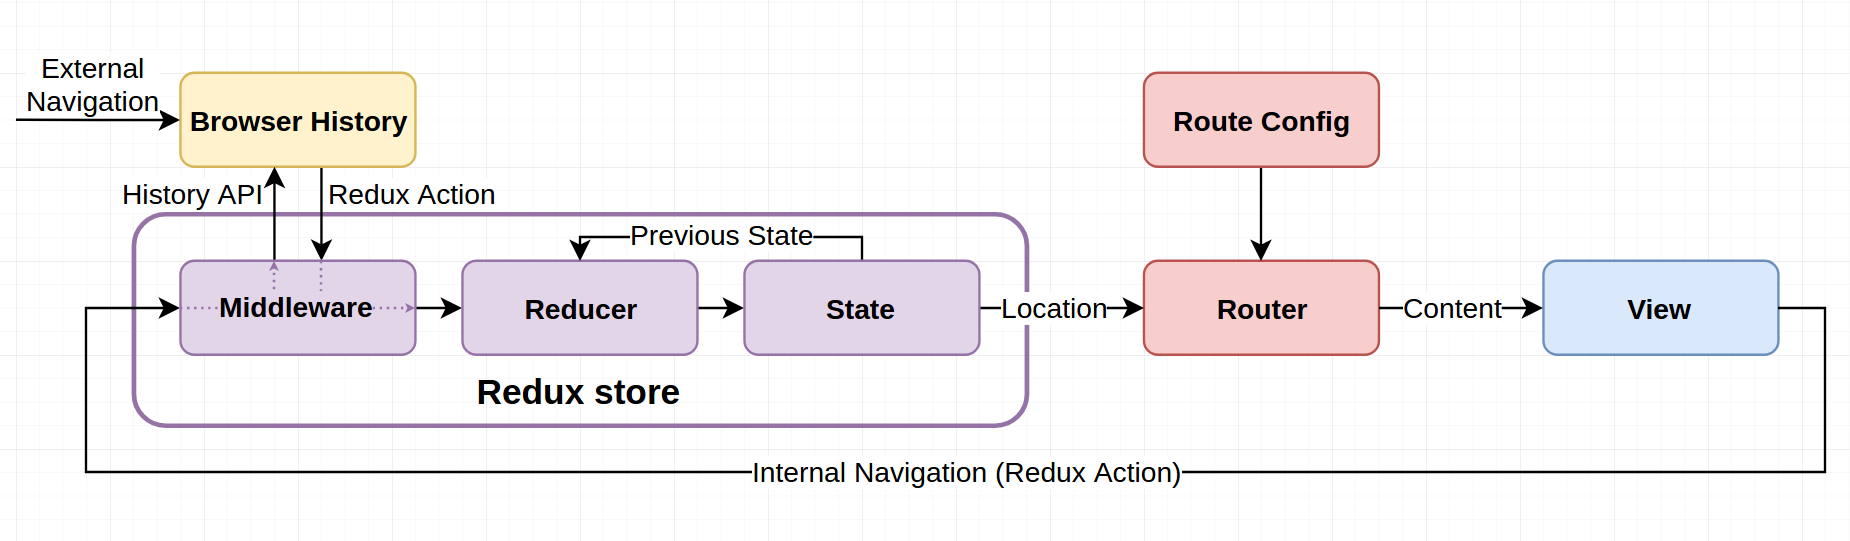 External
Navigation
Browser History
Route Config
History API
Redux Action
Previous State
Middleware
Reducer
State
Location
Router
Content
View
Redux store
Internal Navigation (Redux Action)